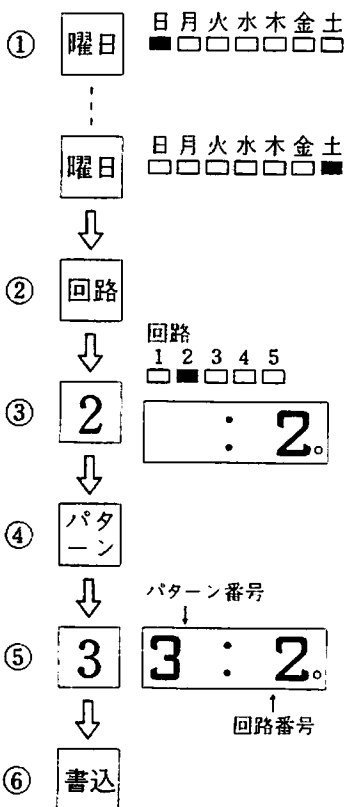 ① 曜日 日月火水木金土
曜日 日月火水木金土
② 回路
回路
1 2 3 4 5
③ 2 : 2。
④ パター
ン
パターン番号
⑤ 3 3 : 2。
回路番号
⑥ 書込